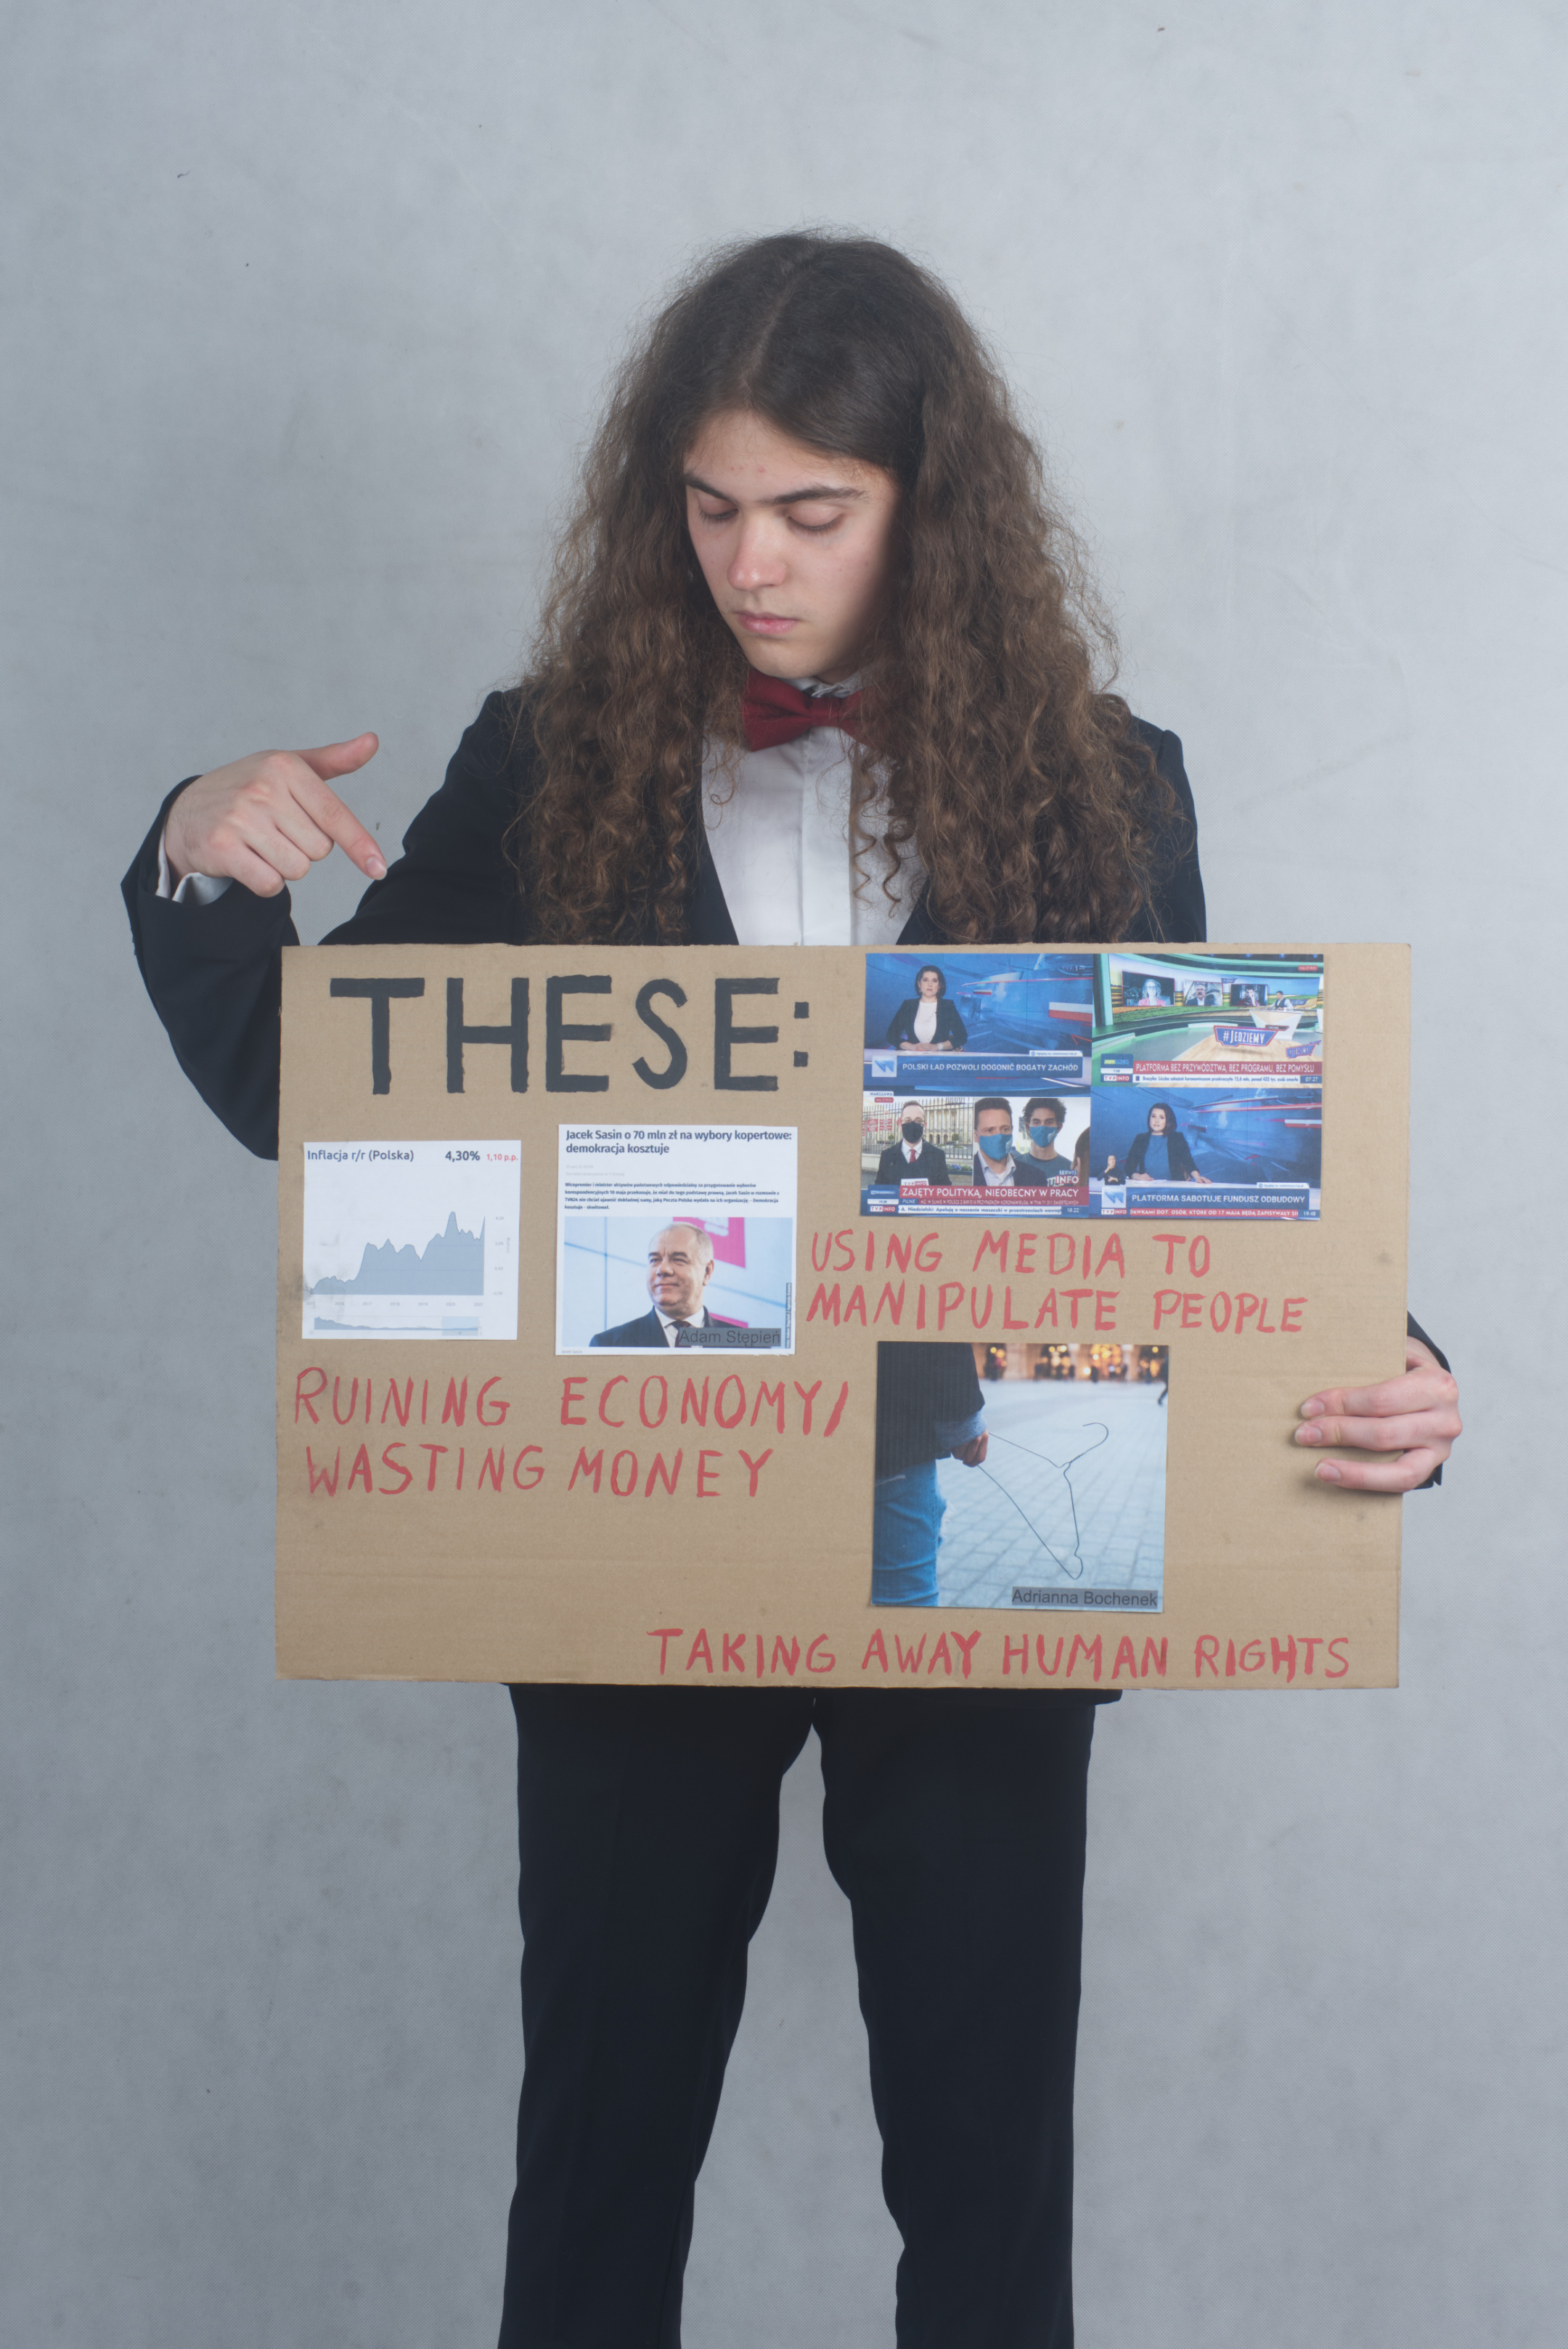 THESE:
Inflacja r/r (Polska) 4,30% 1,10 p.p.
Jacek Sasin o 70 mln zł na wybory kopertowe:
demokracja kosztuje
Adam Stępień
RUINING ECONOMY/
WASTING MONEY
POLSKI ŁAD POZWOLI DOGONIĆ BOGATY ZACHÓD
#JEDZIEMY
PLATFORMA BEZ PRZYWÓDZTWA, BEZ PROGRAMU, BEZ POMYSŁU
ZAJĘTY POLITYKĄ, NIEOBECNY W PRACY
PLATFORMA SABOTUJE FUNDUSZ ODBUDOWY
USING MEDIA TO
MANIPULATE PEOPLE
Adrianna Bochenek
TAKING AWAY HUMAN RIGHTS